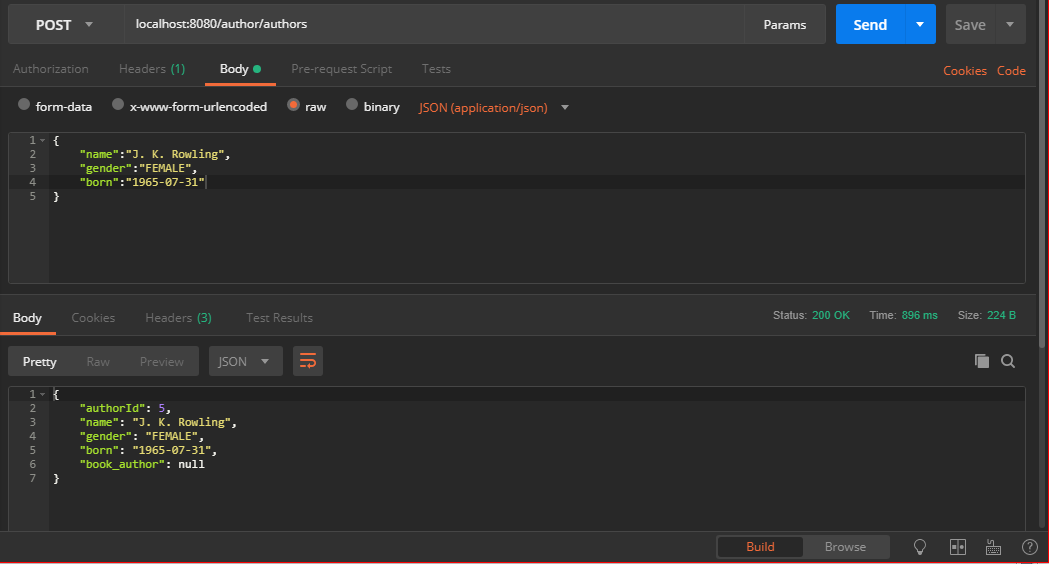 POST localhost:8080/author/authors Params Send Save
Authorization Headers (1) Body Pre-request Script Tests Cookies Code
form-data x-www-form-urlencoded raw binary JSON (application/json)
1 {
2 "name":"J. K. Rowling",
3 "gender":"FEMALE",
4 "born":"1965-07-31"
5 }
Body Cookies Headers (3) Test Results Status: 200 OK Time: 896 ms Size: 224 B
Pretty Raw Preview JSON
1 {
2 "authorId": 5,
3 "name": "J. K. Rowling",
4 "gender": "FEMALE",
5 "born": "1965-07-31",
6 "book_author": null
7 }
Build Browse